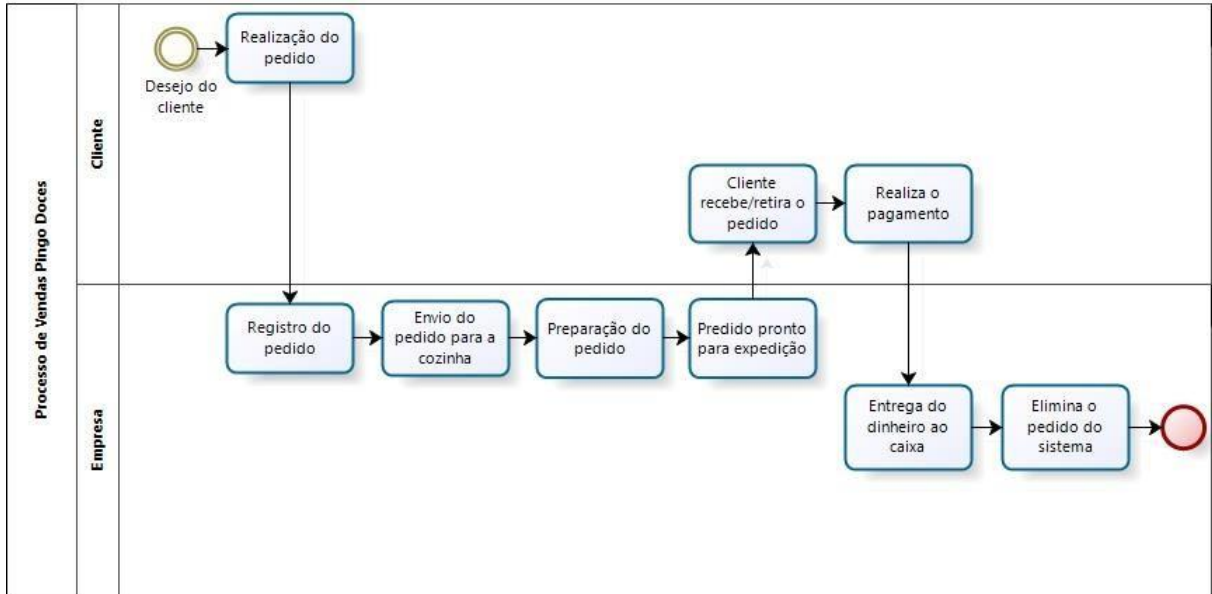 Processo de Vendas Pingo Doces
Cliente
Desejo do
cliente
Realização do
pedido
Registro do
pedido
Envio do
pedido para a
cozinha
Preparação do
pedido
Predido pronto
para expedição
Cliente
recebe/retira o
pedido
Realiza o
pagamento
Empresa
Entrega do
dinheiro ao
caixa
Elimina o
pedido do
sistema